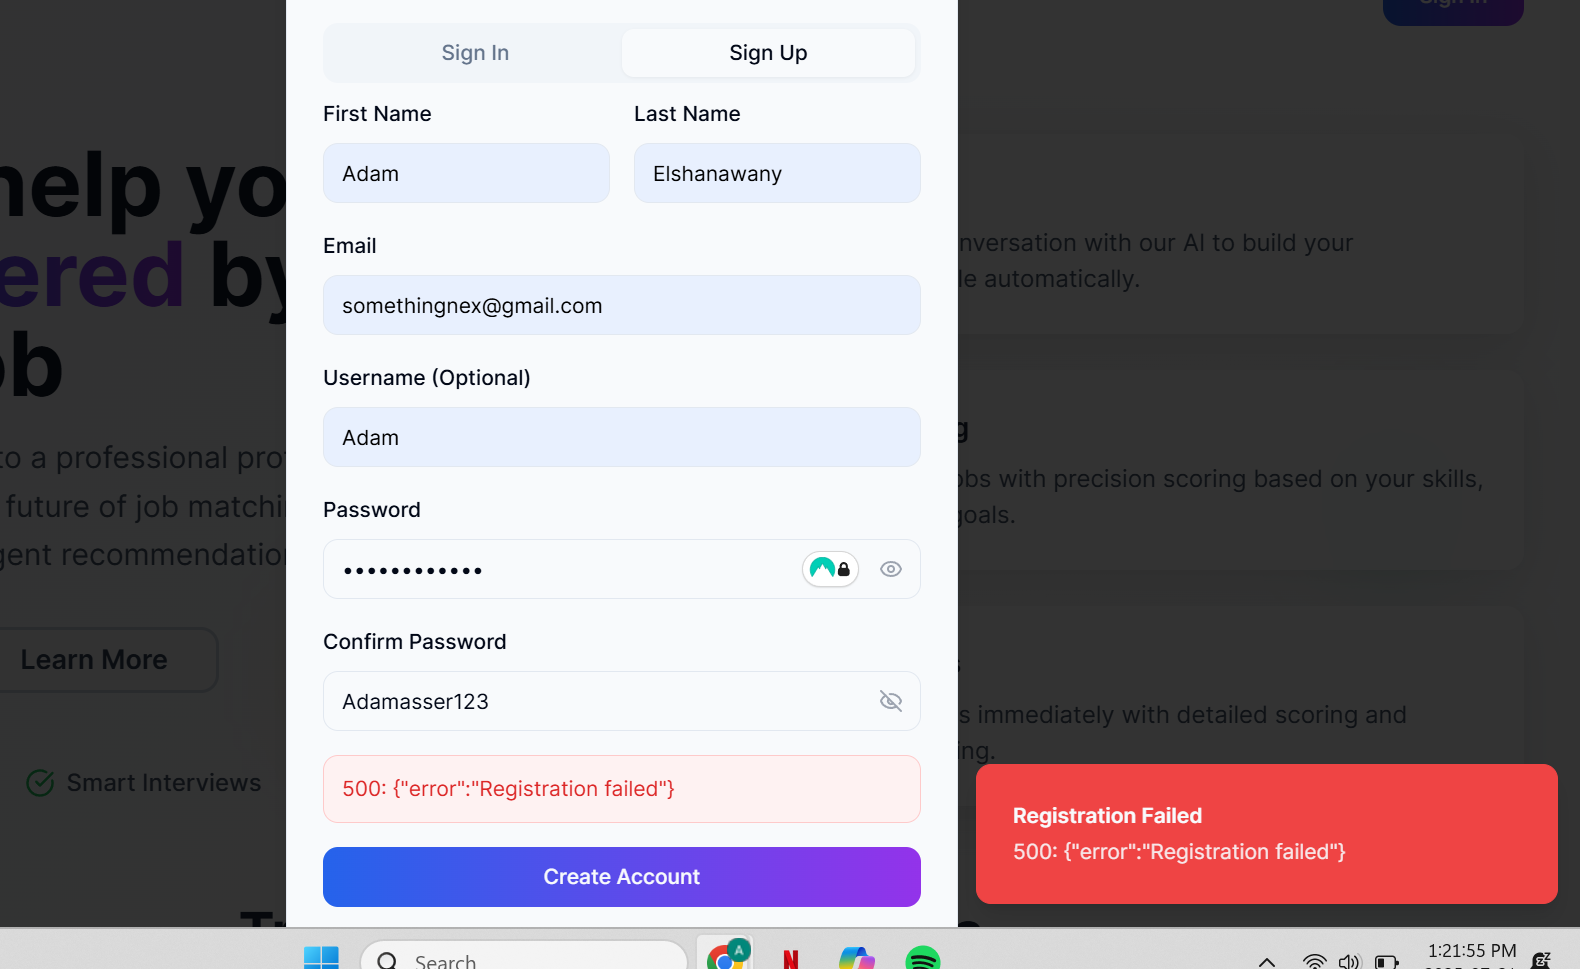 Sign In
Sign Up
First Name
Last Name
Adam
Elshanawany
Email
somethingnex@gmail.com
Username (Optional)
Adam
Password
••••••••••••
Confirm Password
Adamasser123
500: {"error":"Registration failed"}
Create Account
help yo
ered by
ob
to a professional pro
future of job matchi
gent recommendation
Learn More
Smart Interviews
Sign In
nversation with our AI to build your
le automatically.
g
obs with precision scoring based on your skills,
goals.
s
s immediately with detailed scoring and
ing.
Registration Failed
500: {"error":"Registration failed"}
Search
A
N
1:21:55 PM